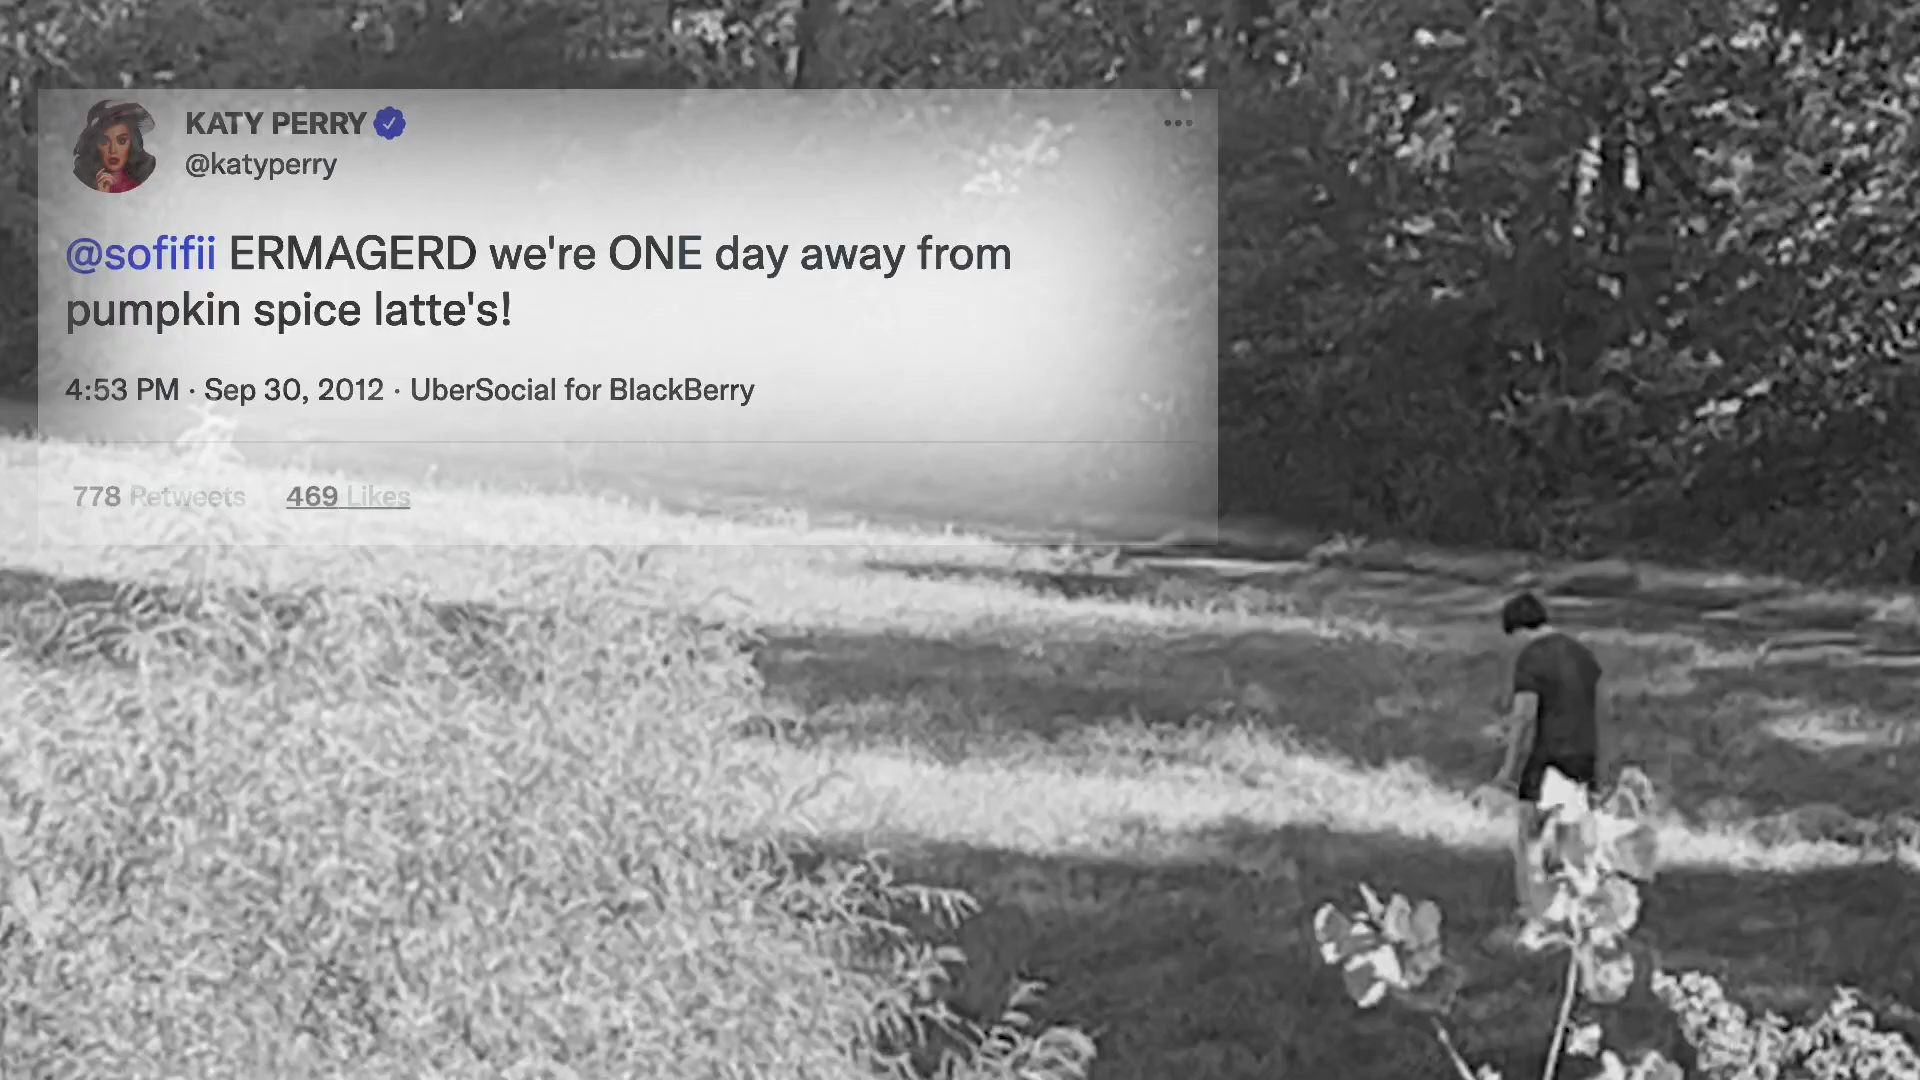 KATY PERRY
@katyperry
@sofifii ERMAGERD we're ONE day away from
pumpkin spice latte's!
4:53 PM · Sep 30, 2012 · UberSocial for BlackBerry
778 Retweets 469 Likes